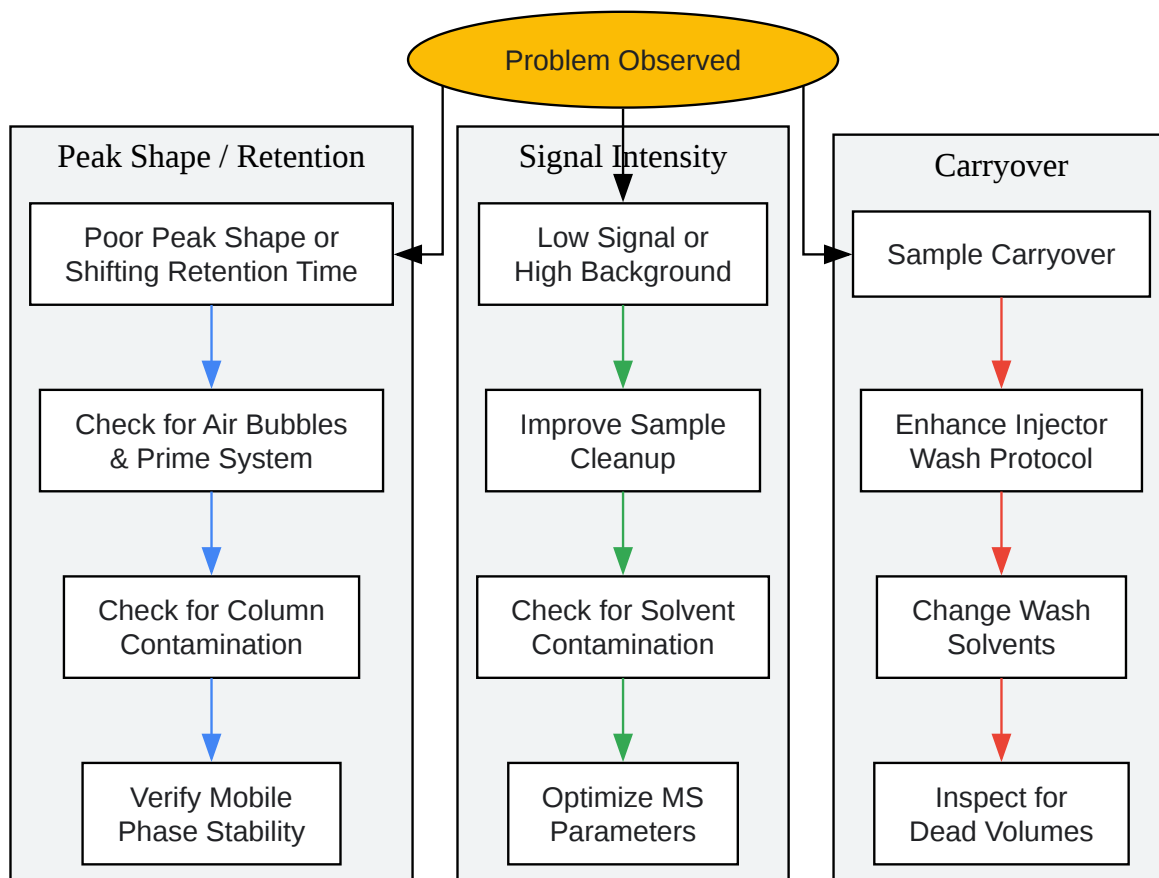 Problem Observed
Peak Shape / Retention
Poor Peak Shape or
Shifting Retention Time
Check for Air Bubbles
& Prime System
Check for Column
Contamination
Verify Mobile
Phase Stability
Signal Intensity
Low Signal or
High Background
Improve Sample
Cleanup
Check for Solvent
Contamination
Optimize MS
Parameters
Carryover
Sample Carryover
Enhance Injector
Wash Protocol
Change Wash
Solvents
Inspect for
Dead Volumes